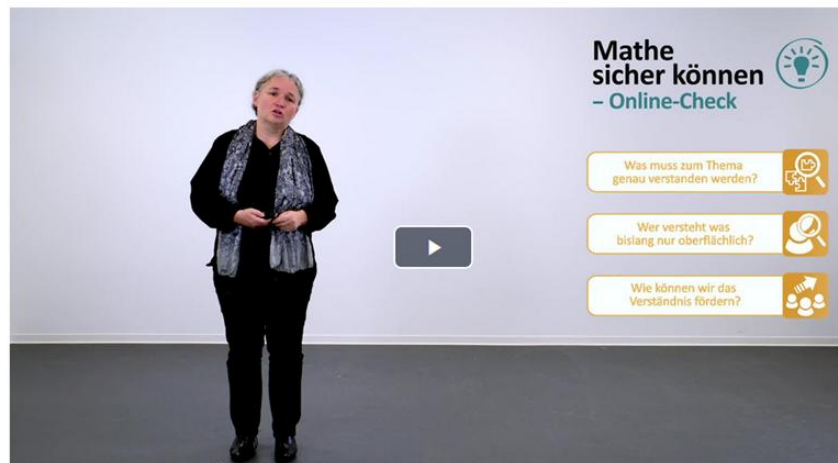 Mathe
sicher können
– Online-Check
Was muss zum Thema
genau verstanden werden?
Wer versteht was
bislang nur oberflächlich?
Wie können wir das
Verständnis fördern?